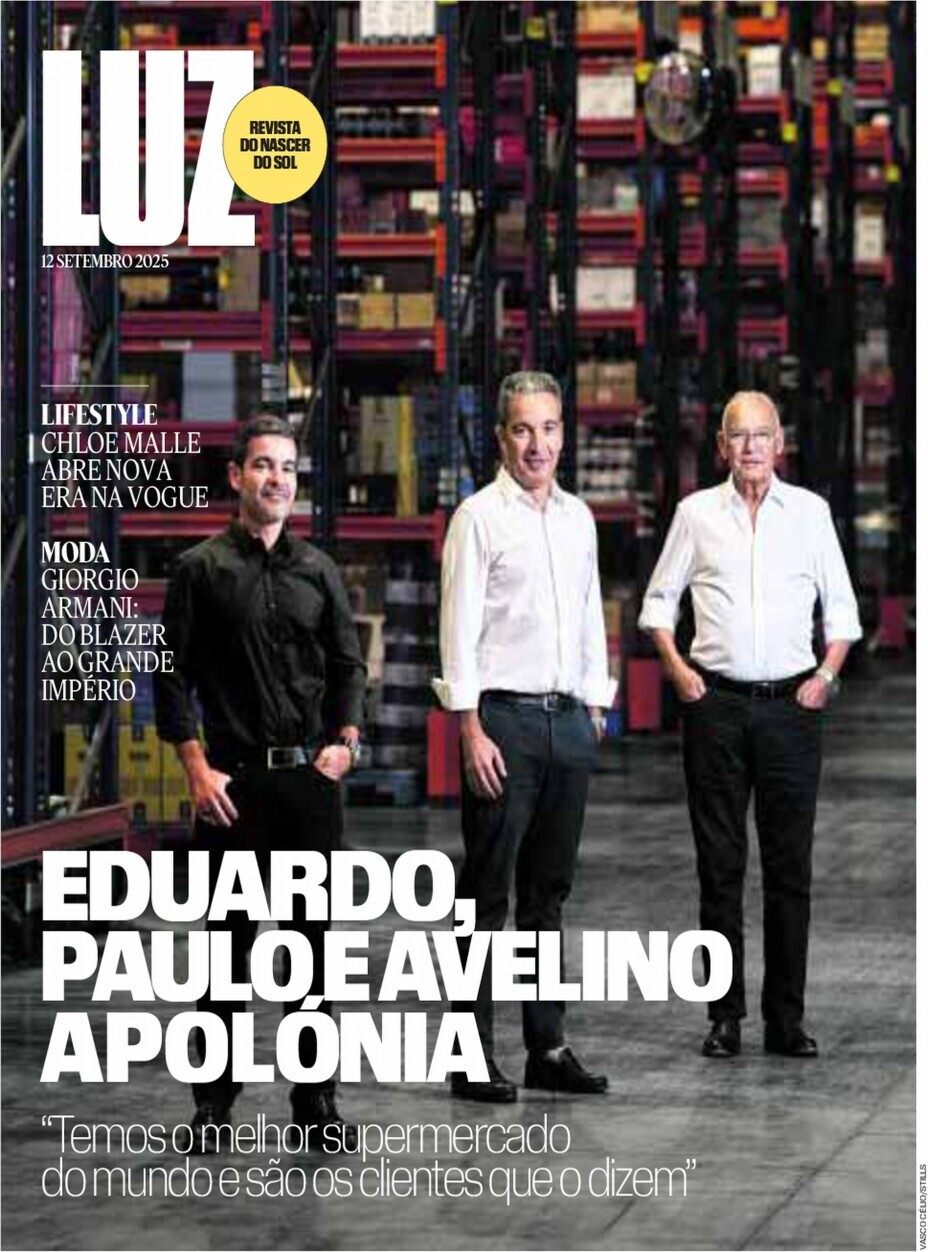 LUZ
REVISTA
DO NASCER
DO SOL
12 SETEMBRO 2025
LIFESTYLE
CHLOE MALLE
ABRE NOVA
ERA NA VOGUE
MODA
GIORGIO
ARMANI:
DO BLAZER
AO GRANDE
IMPÉRIO
EDUARDO,
PAULO E AVELINO
APOLÓNIA
“Temos o melhor supermercado
do mundo e são os clientes que o dizem”
VASCO CÉLIO/STILLS